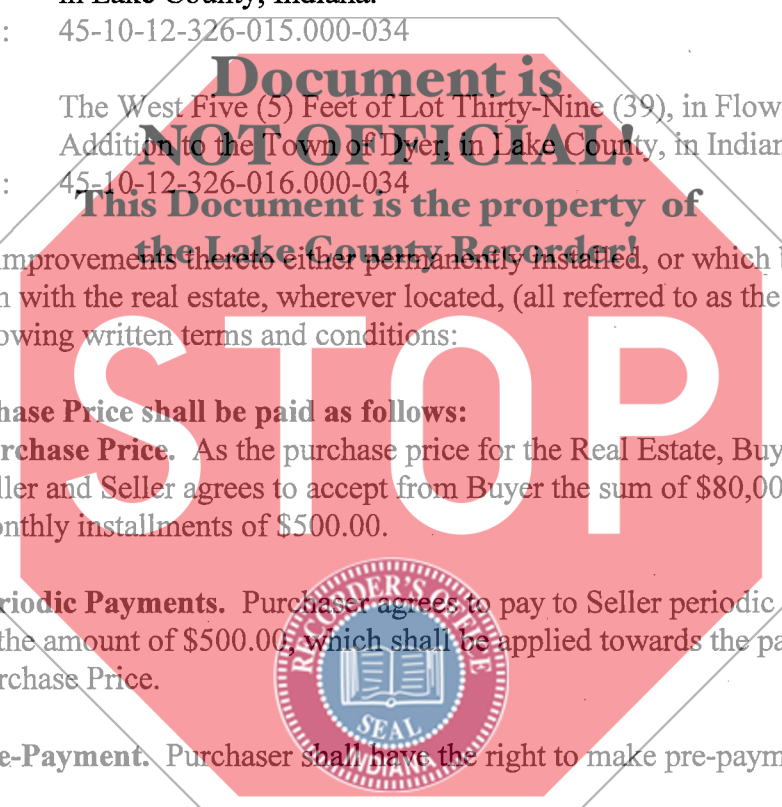 in Lake County, Indiana.
: 45-10-12-326-015.000-034
Document is
The West Five (5) Feet of Lot Thirty-Nine (39), in Flow
NOT OFFICIAL!
Addition to the Town of Dyer, in Lake County, in Indian
: 45-10-12-326-016.000-034
This Document is the property of
the Lake County Recorder!
improvements thereto either permanently installed, or which
n with the real estate, wherever located, (all referred to as the
owing written terms and conditions:
STOP
hase Price shall be paid as follows:
rchase Price. As the purchase price for the Real Estate, Buy
ller and Seller agrees to accept from Buyer the sum of $80,00
onthly installments of $500.00.
riodic Payments. Purchaser agrees to pay to Seller periodic
the amount of $500.00, which shall be applied towards the pa
rchase Price.
RECORDER'S OFFICE
SEAL
INDIANA
e-Payment. Purchaser shall have the right to make pre-paym